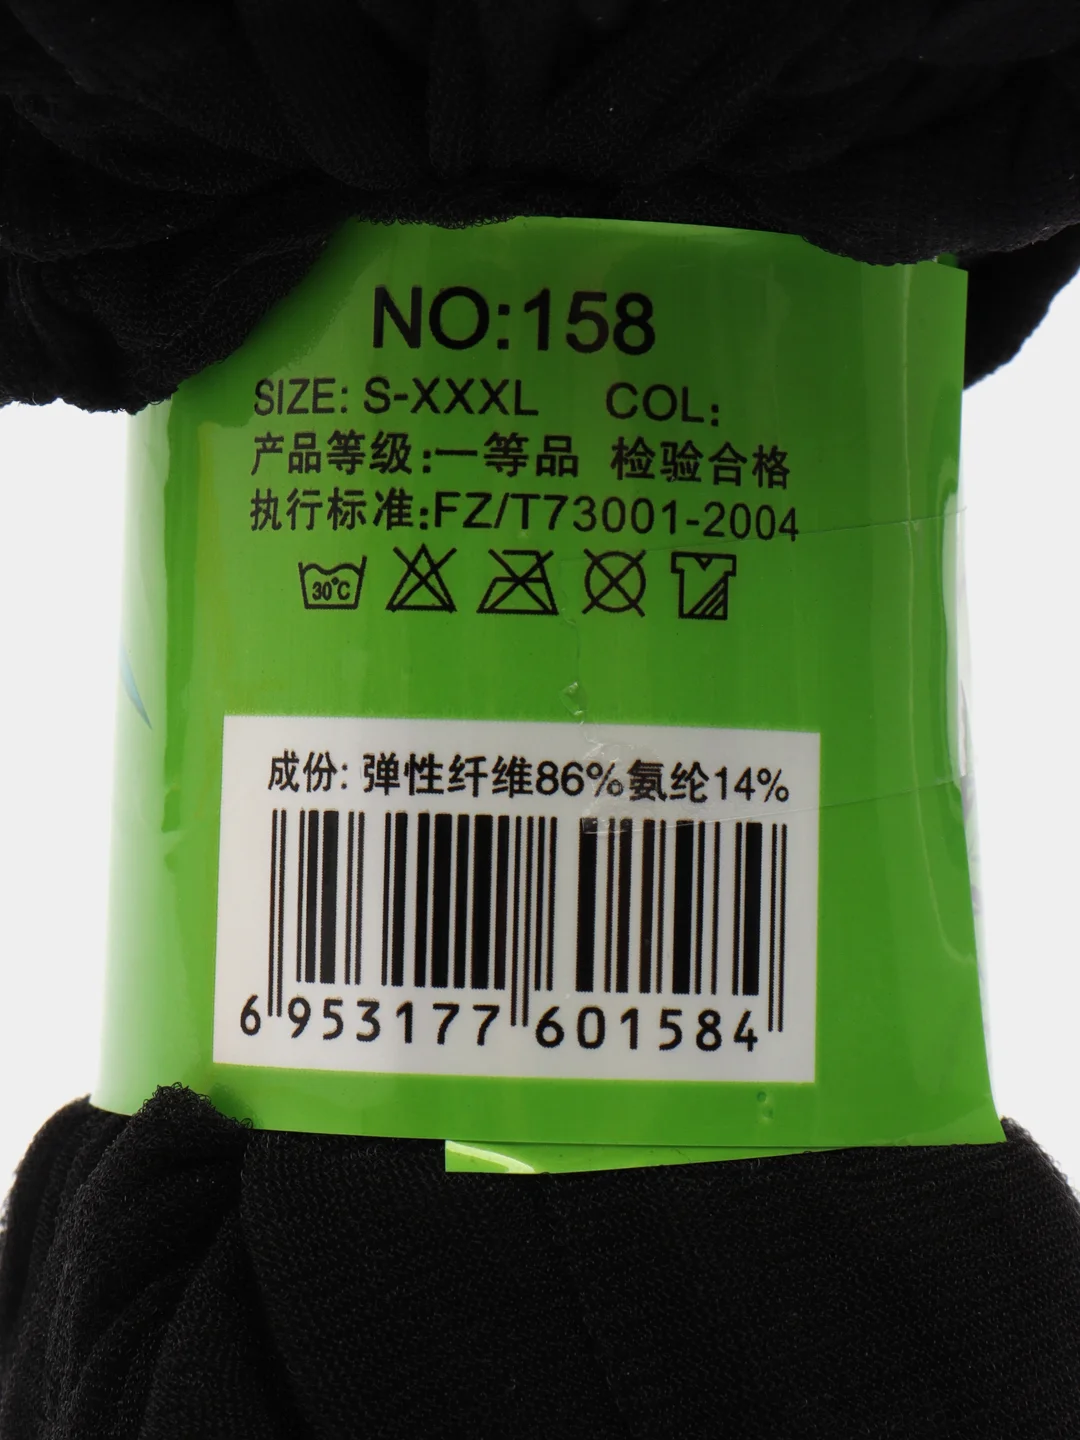 NO:158
SIZE: S-XXXL COL:
产品等级:一等品 检验合格
执行标准:FZ/T73001-2004
30°C
成份: 弹性纤维86%氨纶14%
6 953177 601584